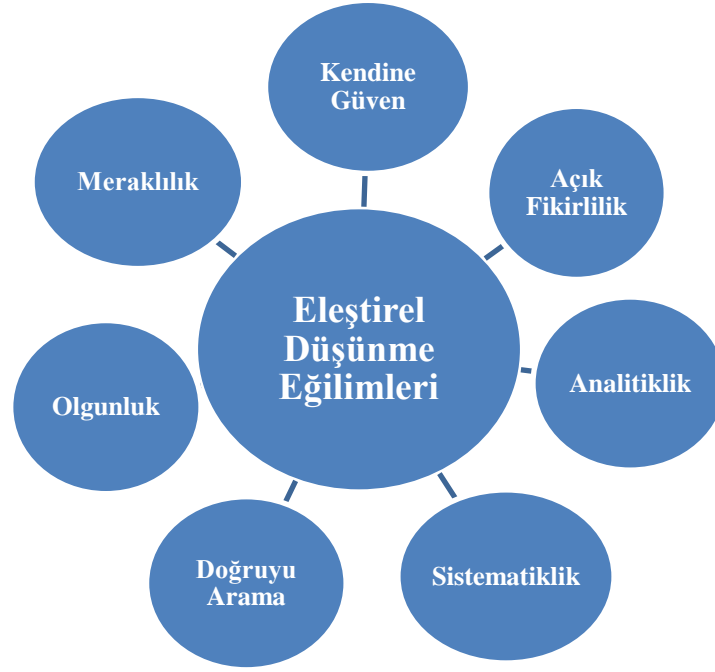 Kendine
Güven
Açık
Fikirlilik
Meraklılık
Eleştirel
Düşünme
Eğilimleri
Analitiklik
Olgunluk
Sistematiklik
Doğruyu
Arama